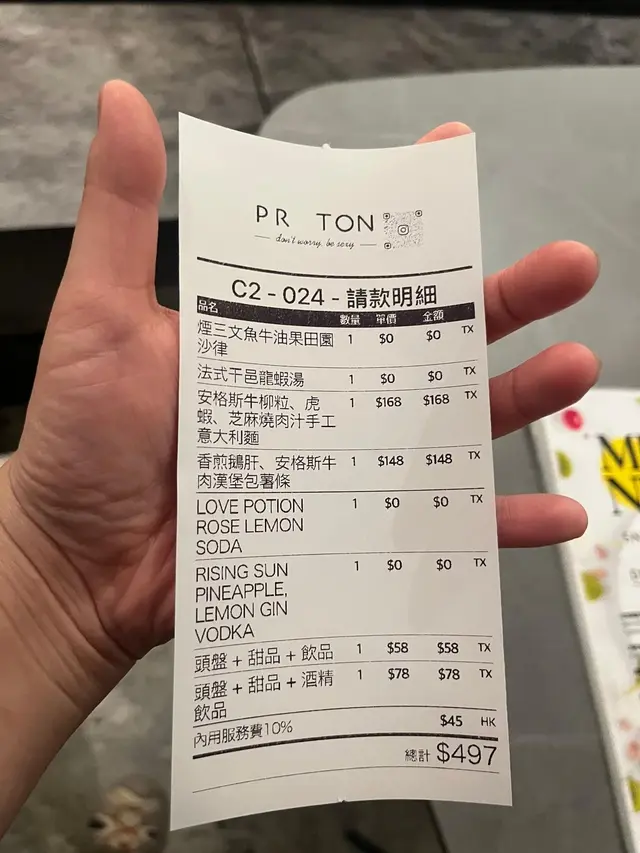 PR TON
don't worry. be sexy.
C2 - 024 - 請款明細
品名 數量 單價 金額
煙三文魚牛油果田園 1 $0 $0 TX
沙律
法式干邑龍蝦湯 1 $0 $0 TX
安格斯牛柳粒、虎 1 $168 $168 TX
蝦、芝麻燒肉汁手工
意大利麵
香煎鵝肝、安格斯牛 1 $148 $148 TX
肉漢堡包薯條
LOVE POTION 1 $0 $0 TX
ROSE LEMON
SODA
RISING SUN 1 $0 $0 TX
PINEAPPLE,
LEMON GIN
VODKA
頭盤 + 甜品 + 飲品 1 $58 $58 TX
頭盤 + 甜品 + 酒精 1 $78 $78 TX
飲品
內用服務費10% $45 HK
總計 $497